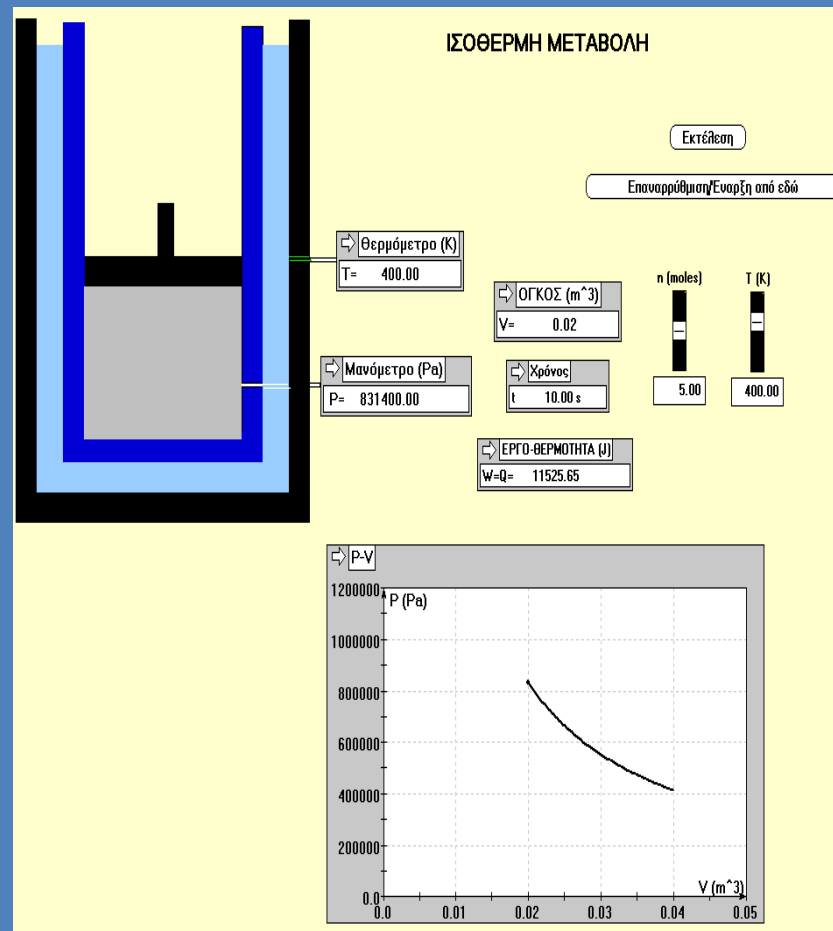 ΙΣΟΘΕΡΜΗ ΜΕΤΑΒΟΛΗ
Εκτέλεση
Επαναρρύθμιση/Έναρξη από εδώ
Θερμόμετρο (K)
T= 400.00
ΟΓΚΟΣ (m^3)
V= 0.02
n (moles)
T (K)
Μανόμετρο (Pa)
P= 831400.00
Χρόνος
t 10.00 s
5.00
400.00
ΕΡΓΟ-ΘΕΡΜΟΤΗΤΑ (J)
W=Q= 11525.65
P-V
P (Pa)
1200000
1000000
800000
600000
400000
200000
0.0
V (m^3)
0.0 0.01 0.02 0.03 0.04 0.05